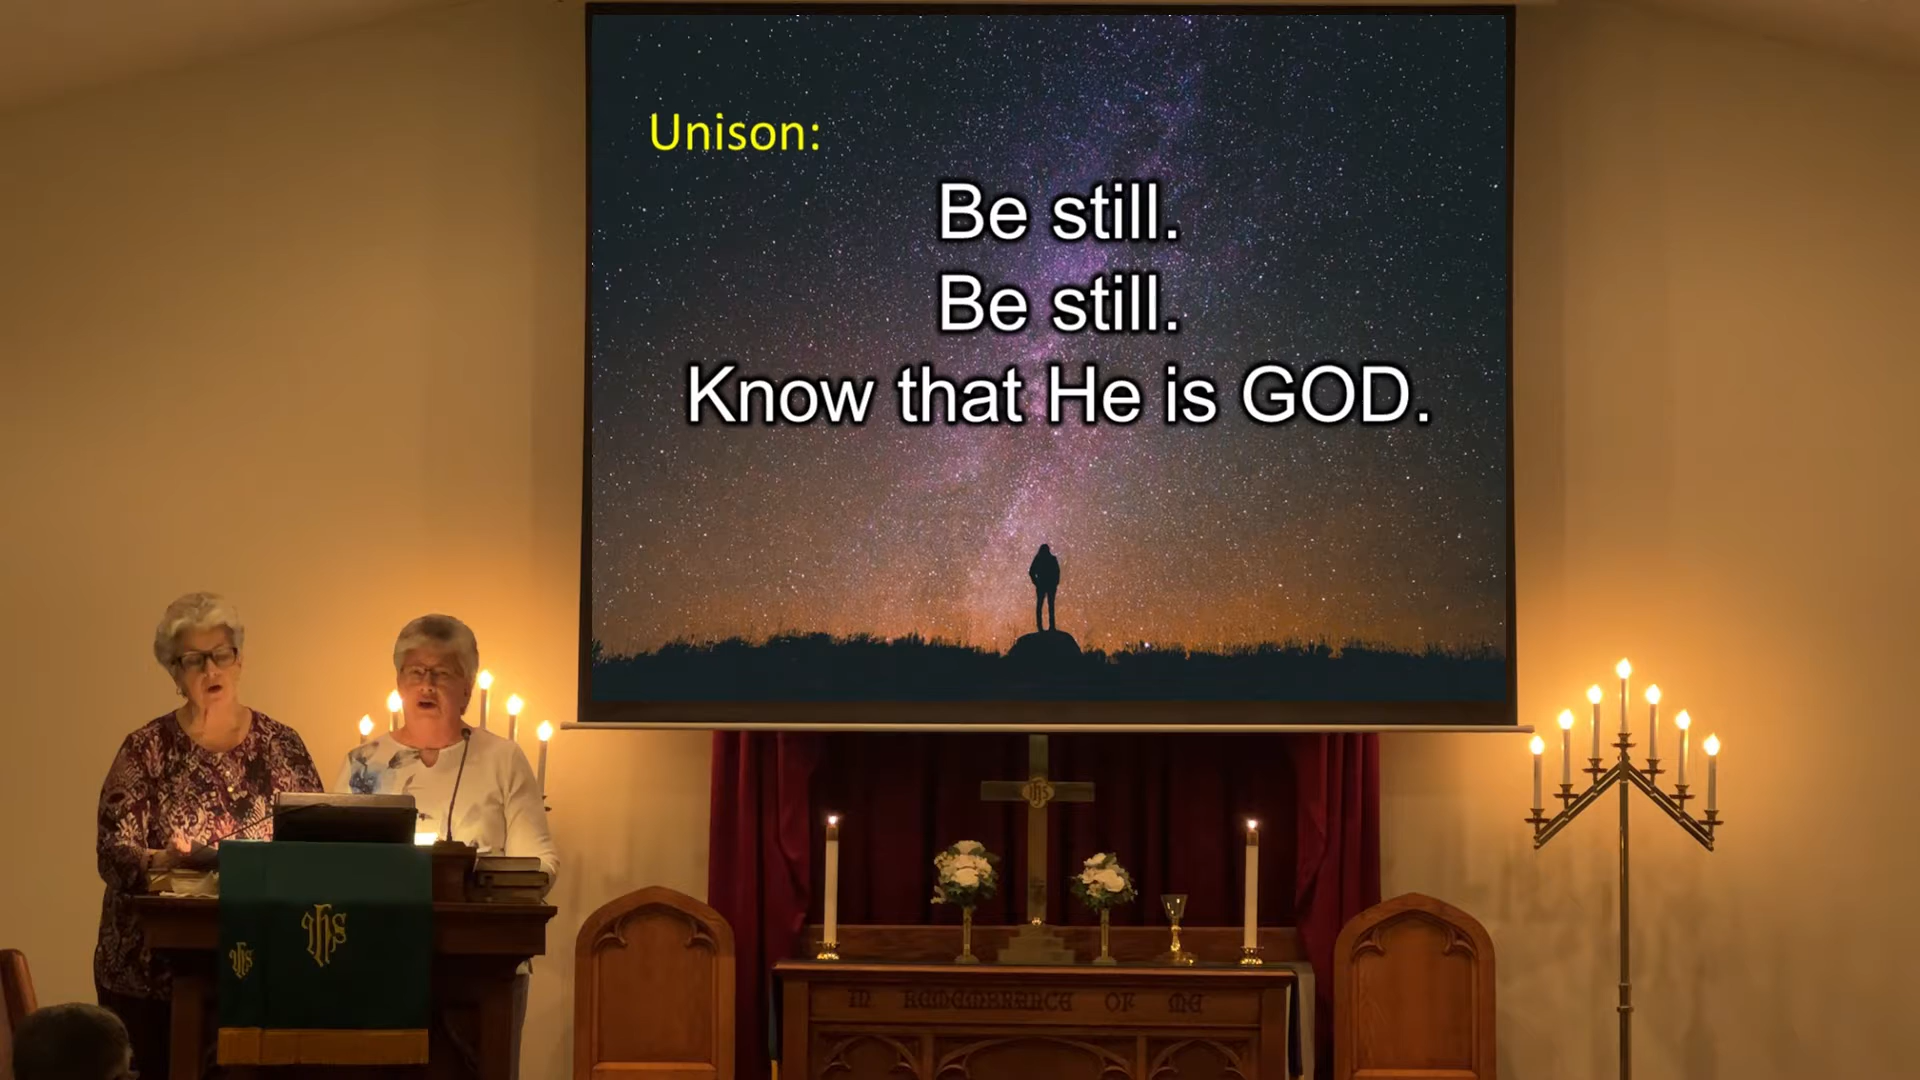 Unison:
Be still.
Be still.
Know that He is GOD.
ihs
ihs
ihs
IN REMEMBRANCE OF ME